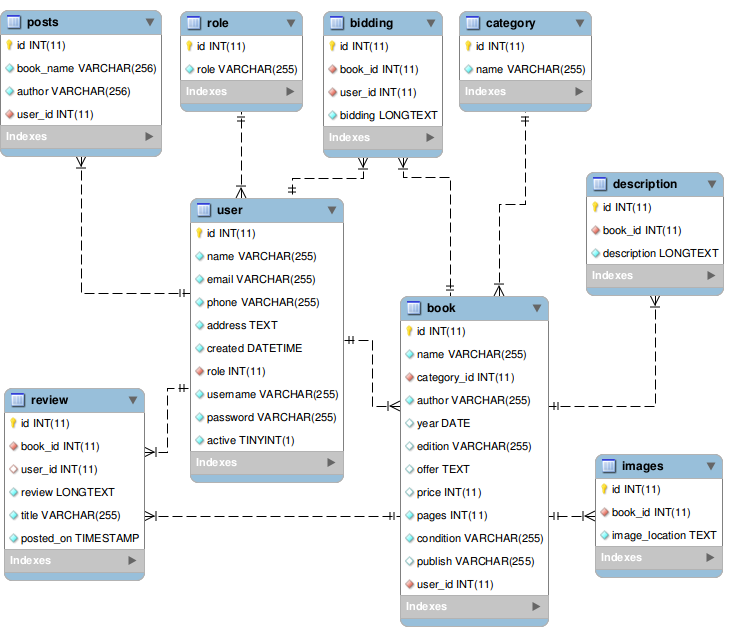 posts
id INT(11)
book_name VARCHAR(256)
author VARCHAR(256)
user_id INT(11)
Indexes
role
id INT(11)
role VARCHAR(255)
Indexes
bidding
id INT(11)
book_id INT(11)
user_id INT(11)
bidding LONGTEXT
Indexes
category
id INT(11)
name VARCHAR(255)
Indexes
description
id INT(11)
book_id INT(11)
description LONGTEXT
Indexes
user
id INT(11)
name VARCHAR(255)
email VARCHAR(255)
phone VARCHAR(255)
address TEXT
created DATETIME
role INT(11)
username VARCHAR(255)
password VARCHAR(255)
active TINYINT(1)
Indexes
book
id INT(11)
name VARCHAR(255)
category_id INT(11)
author VARCHAR(255)
year DATE
edition VARCHAR(255)
offer TEXT
price INT(11)
pages INT(11)
condition VARCHAR(255)
publish VARCHAR(255)
user_id INT(11)
Indexes
review
id INT(11)
book_id INT(11)
user_id INT(11)
review LONGTEXT
title VARCHAR(255)
posted_on TIMESTAMP
Indexes
images
id INT(11)
book_id INT(11)
image_location TEXT
Indexes